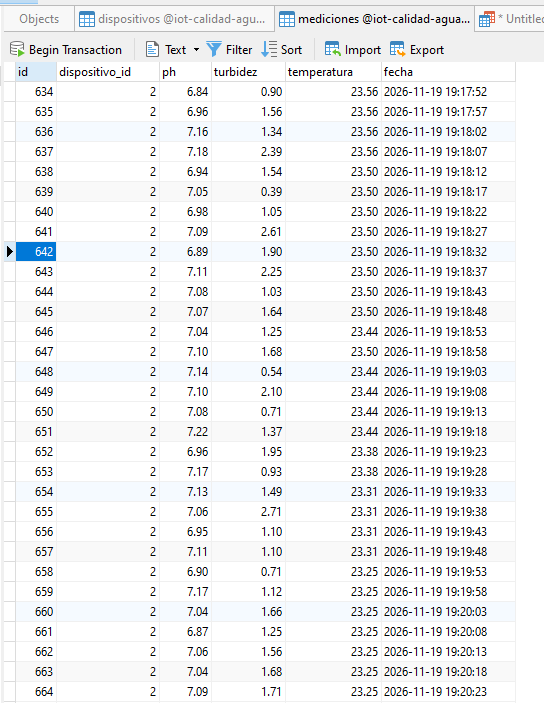 Objects dispositivos @iot-calidad-agu... mediciones @iot-calidad-agua... * Untitled
Begin Transaction Text Filter Sort Import Export
id dispositivo_id ph turbidez temperatura fecha
634 2 6.84 0.90 23.56 2026-11-19 19:17:52
635 2 6.96 1.56 23.56 2026-11-19 19:17:57
636 2 7.16 1.34 23.56 2026-11-19 19:18:02
637 2 7.18 2.39 23.56 2026-11-19 19:18:07
638 2 6.94 1.54 23.50 2026-11-19 19:18:12
639 2 7.05 0.39 23.50 2026-11-19 19:18:17
640 2 6.98 1.05 23.50 2026-11-19 19:18:22
641 2 7.09 2.61 23.50 2026-11-19 19:18:27
642 2 6.89 1.90 23.50 2026-11-19 19:18:32
643 2 7.11 2.25 23.50 2026-11-19 19:18:37
644 2 7.08 1.03 23.50 2026-11-19 19:18:43
645 2 7.07 1.64 23.50 2026-11-19 19:18:48
646 2 7.04 1.25 23.44 2026-11-19 19:18:53
647 2 7.10 1.68 23.50 2026-11-19 19:18:58
648 2 7.14 0.54 23.44 2026-11-19 19:19:03
649 2 7.10 2.10 23.44 2026-11-19 19:19:08
650 2 7.08 0.71 23.44 2026-11-19 19:19:13
651 2 7.22 1.37 23.44 2026-11-19 19:19:18
652 2 6.96 1.95 23.38 2026-11-19 19:19:23
653 2 7.17 0.93 23.38 2026-11-19 19:19:28
654 2 7.13 1.49 23.31 2026-11-19 19:19:33
655 2 7.06 2.71 23.31 2026-11-19 19:19:38
656 2 6.95 1.10 23.31 2026-11-19 19:19:43
657 2 7.11 1.10 23.31 2026-11-19 19:19:48
658 2 6.90 0.71 23.25 2026-11-19 19:19:53
659 2 7.17 1.12 23.25 2026-11-19 19:19:58
660 2 7.04 1.66 23.25 2026-11-19 19:20:03
661 2 6.87 1.25 23.25 2026-11-19 19:20:08
662 2 7.06 1.56 23.25 2026-11-19 19:20:13
663 2 7.04 1.68 23.25 2026-11-19 19:20:18
664 2 7.09 1.71 23.25 2026-11-19 19:20:23